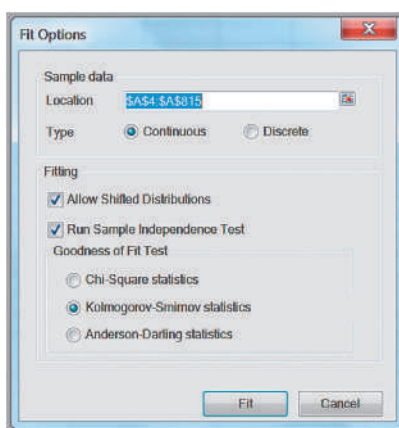 Fit Options
Sample data
Location $A$4:$A$815
Type Continuous Discrete
Fitting
Allow Shifted Distributions
Run Sample Independence Test
Goodness of Fit Test
Chi-Square statistics
Kolmogorov-Smirnov statistics
Anderson-Darling statistics
Fit Cancel